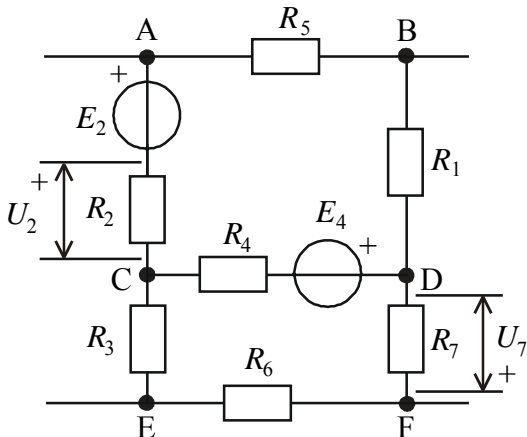 A R₅ B
+
E₂
+
U₂ R₂ R₁
R₄ E₄ +
C D
R₃ R₇ U₇
R₆ +
E F